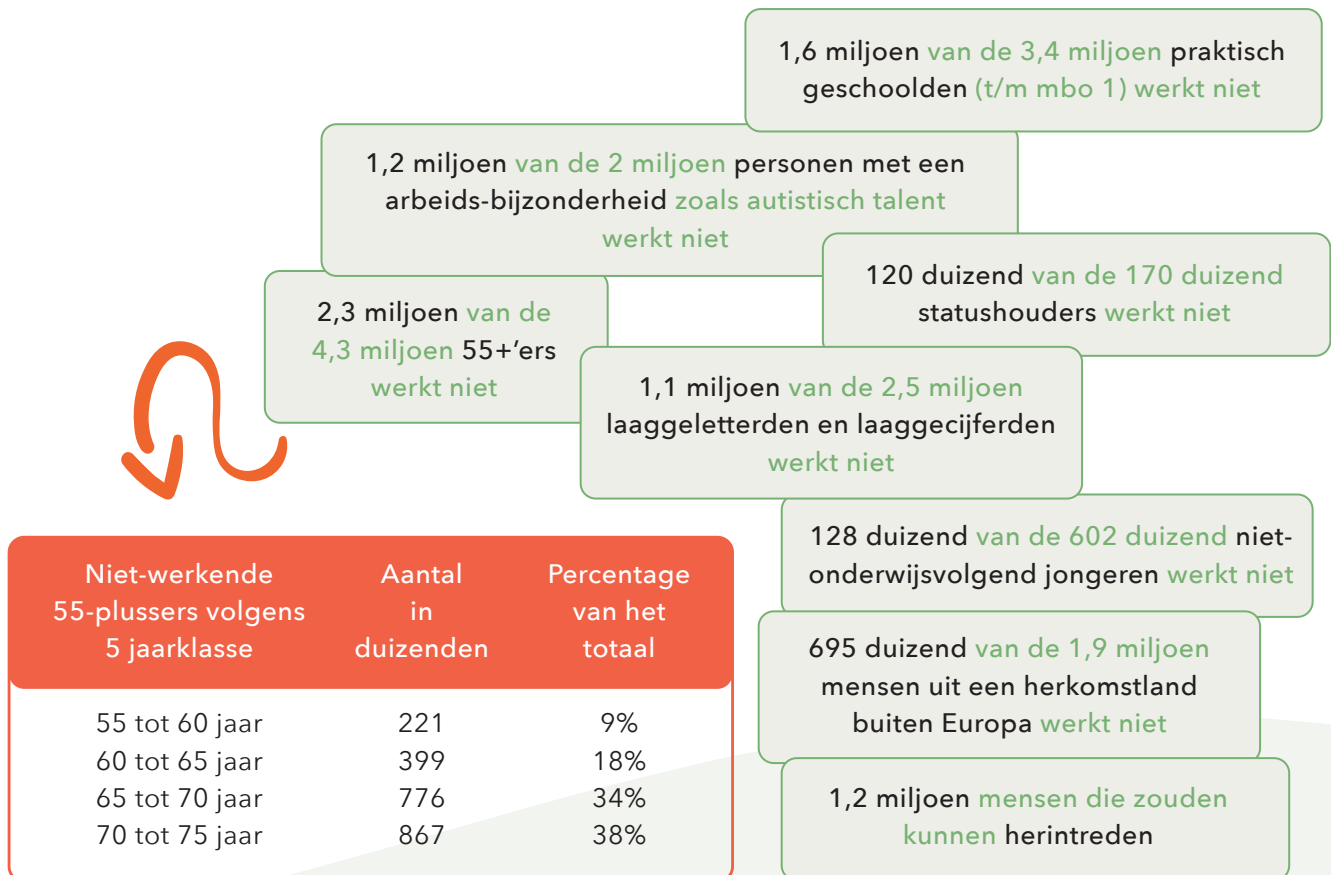 1,6 miljoen van de 3,4 miljoen praktisch
geschoolden (t/m mbo 1) werkt niet
1,2 miljoen van de 2 miljoen personen met een
arbeids-bijzonderheid zoals autistisch talent
werkt niet
120 duizend van de 170 duizend
statushouders werkt niet
2,3 miljoen van de
4,3 miljoen 55+’ers
werkt niet
1,1 miljoen van de 2,5 miljoen
laaggeletterden en laaggecijferden
werkt niet
128 duizend van de 602 duizend niet-
onderwijsvolgend jongeren werkt niet
695 duizend van de 1,9 miljoen
mensen uit een herkomstland
buiten Europa werkt niet
1,2 miljoen mensen die zouden
kunnen herintreden
Niet-werkende Aantal Percentage
55-plussers volgens in van het
5 jaarklasse duizenden totaal
55 tot 60 jaar 221 9%
60 tot 65 jaar 399 18%
65 tot 70 jaar 776 34%
70 tot 75 jaar 867 38%